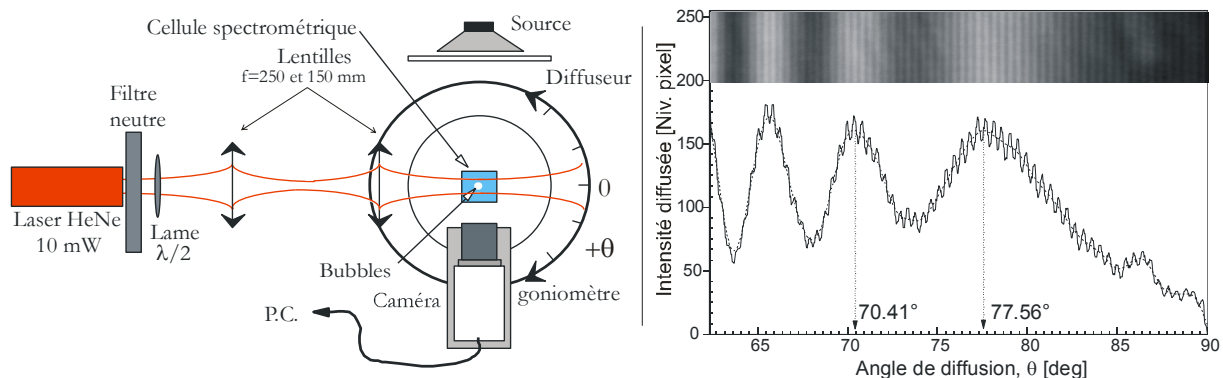 Cellule spectrométrique
Source
Lentilles
f=250 et 150 mm
Diffuseur
Filtre
neutre
0
Laser HeNe
10 mW
Lame
λ/2
+θ
Bubbles
Caméra
goniomètre
P.C.
Intensité diffusée [Niv. pixel]
250
200
150
100
50
0
70.41°
77.56°
65
70
75
80
85
90
Angle de diffusion, θ [deg]